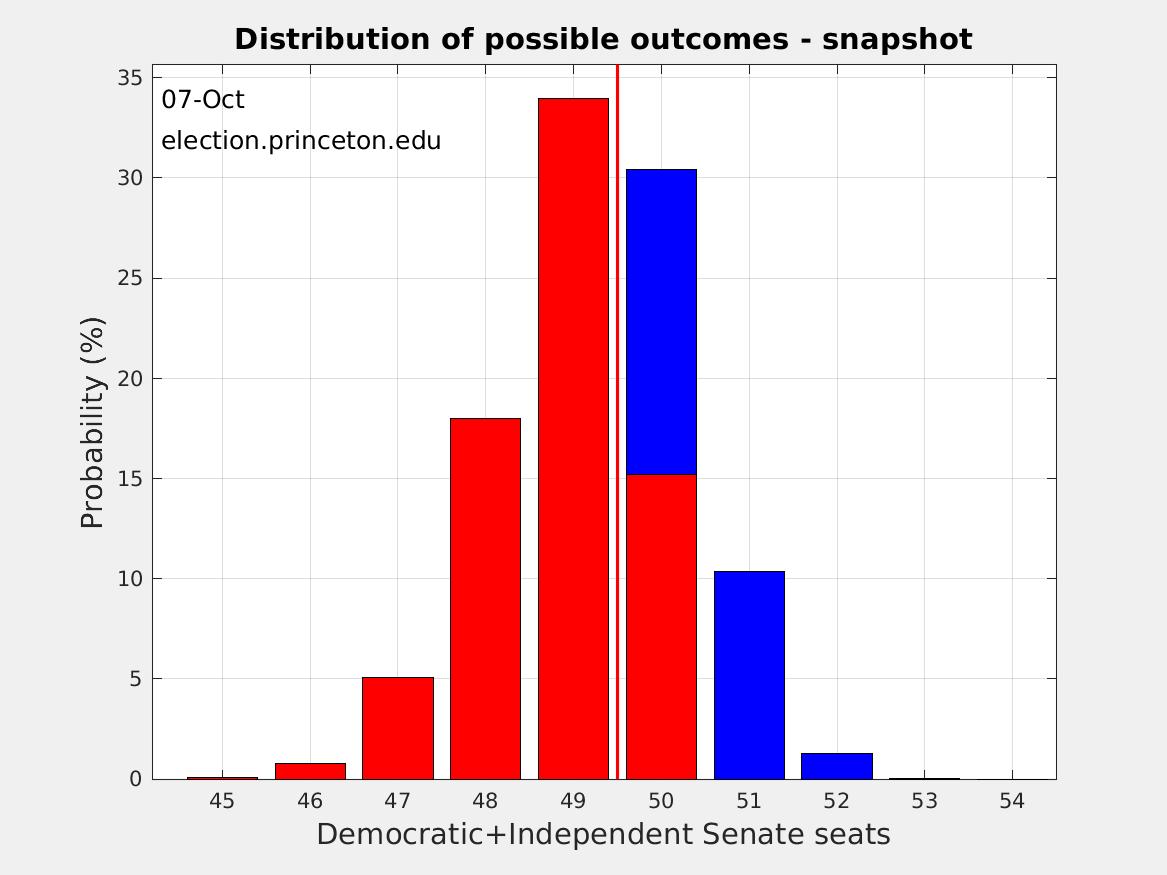 Distribution of possible outcomes - snapshot
07-Oct
election.princeton.edu
35
30
25
20
15
10
5
0
Probability (%)
45 46 47 48 49 50 51 52 53 54
Democratic+Independent Senate seats